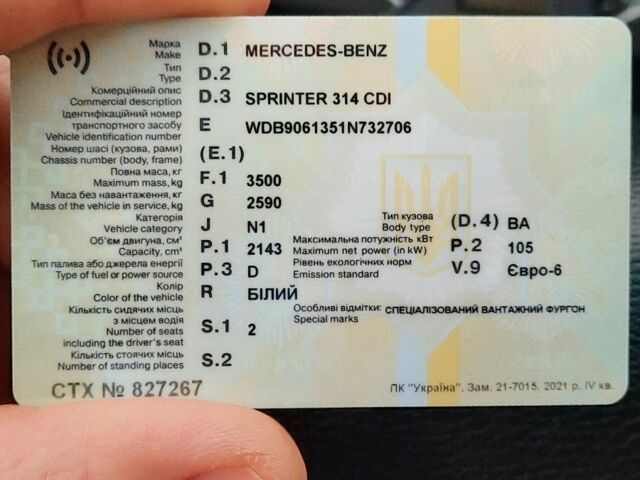 Марка
Make D.1 MERCEDES-BENZ
Тип
Type D.2
Комерційний опис
Commercial description D.3 SPRINTER 314 CDI
Ідентифікаційний номер
транспортного засобу
Vehicle identification number E WDB9061351N732706
Номер шасі (кузова, рами)
Chassis number (body, frame) (E.1)
Повна маса, кг
Maximum mass, kg F.1 3500
Маса без навантаження, кг
Mass of the vehicle in service, kg G 2590
Категорія
Vehicle category J N1
Тип кузова
Body type (D.4) BA
Об'єм двигуна, см³
Capacity, cm³ P.1 2143
Максимальна потужність кВт
Maximum net power (in kW) P.2 105
Тип палива або джерела енергії
Type of fuel or power source P.3 D
Рівень екологічних норм
Emission standard V.9 Євро-6
Колір
Color of the vehicle R БІЛИЙ
Особливі відмітки: СПЕЦІАЛІЗОВАНИЙ ВАНТАЖНИЙ ФУРГОН
Special marks
Кількість сидячих місць
з місцем водія
Number of seats
including the driver's seat S.1 2
Кількість стоячих місць
Number of standing places S.2
СТХ № 827267
ПК "Україна". Зам. 21-7015. 2021 р. IV кв.